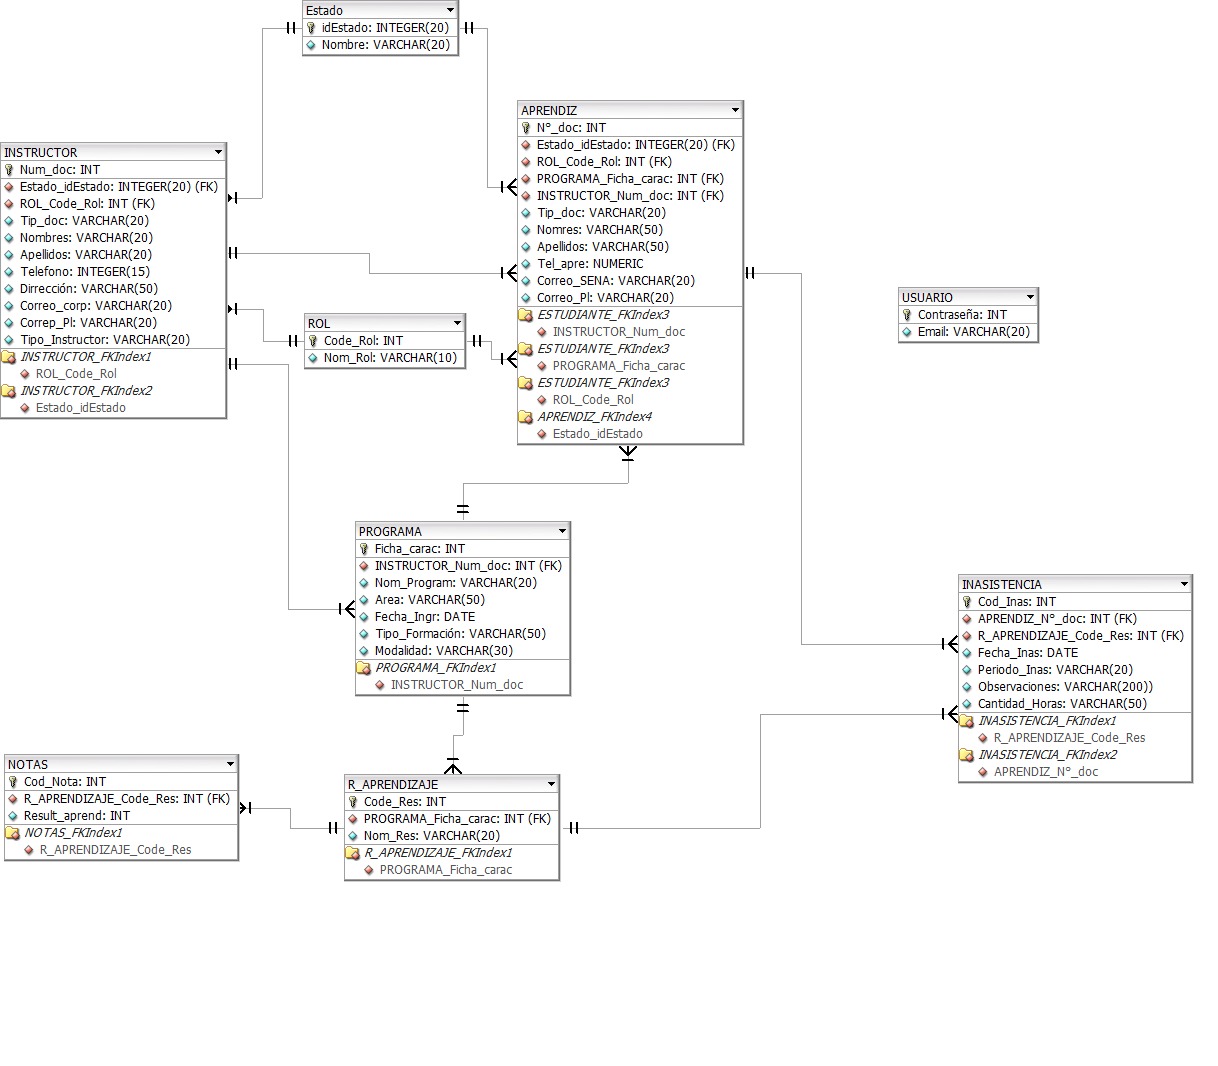 Estado
idEstado: INTEGER(20)
Nombre: VARCHAR(20)
APRENDIZ
N°_doc: INT
Estado_idEstado: INTEGER(20) (FK)
ROL_Code_Rol: INT (FK)
PROGRAMA_Ficha_carac: INT (FK)
INSTRUCTOR_Num_doc: INT (FK)
Tip_doc: VARCHAR(20)
Nomres: VARCHAR(50)
Apellidos: VARCHAR(50)
Tel_apre: NUMERIC
Correo_SENA: VARCHAR(20)
Correo_Pl: VARCHAR(20)
ESTUDIANTE_FKIndex3
INSTRUCTOR_Num_doc
ESTUDIANTE_FKIndex3
PROGRAMA_Ficha_carac
ESTUDIANTE_FKIndex3
ROL_Code_Rol
APRENDIZ_FKIndex4
Estado_idEstado
INSTRUCTOR
Num_doc: INT
Estado_idEstado: INTEGER(20) (FK)
ROL_Code_Rol: INT (FK)
Tip_doc: VARCHAR(20)
Nombres: VARCHAR(20)
Apellidos: VARCHAR(20)
Telefono: INTEGER(15)
Dirrección: VARCHAR(50)
Correo_corp: VARCHAR(20)
Correp_Pl: VARCHAR(20)
Tipo_Instructor: VARCHAR(20)
INSTRUCTOR_FKIndex1
ROL_Code_Rol
INSTRUCTOR_FKIndex2
Estado_idEstado
ROL
Code_Rol: INT
Nom_Rol: VARCHAR(10)
USUARIO
Contraseña: INT
Email: VARCHAR(20)
PROGRAMA
Ficha_carac: INT
INSTRUCTOR_Num_doc: INT (FK)
Nom_Program: VARCHAR(20)
Area: VARCHAR(50)
Fecha_Ingr: DATE
Tipo_Formación: VARCHAR(50)
Modalidad: VARCHAR(30)
PROGRAMA_FKIndex1
INSTRUCTOR_Num_doc
INASISTENCIA
Cod_Inas: INT
APRENDIZ_N°_doc: INT (FK)
R_APRENDIZAJE_Code_Res: INT (FK)
Fecha_Inas: DATE
Periodo_Inas: VARCHAR(20)
Observaciones: VARCHAR(200))
Cantidad_Horas: VARCHAR(50)
INASISTENCIA_FKIndex1
R_APRENDIZAJE_Code_Res
INASISTENCIA_FKIndex2
APRENDIZ_N°_doc
NOTAS
Cod_Nota: INT
R_APRENDIZAJE_Code_Res: INT (FK)
Result_aprend: INT
NOTAS_FKIndex1
R_APRENDIZAJE_Code_Res
R_APRENDIZAJE
Code_Res: INT
PROGRAMA_Ficha_carac: INT (FK)
Nom_Res: VARCHAR(20)
R_APRENDIZAJE_FKIndex1
PROGRAMA_Ficha_carac